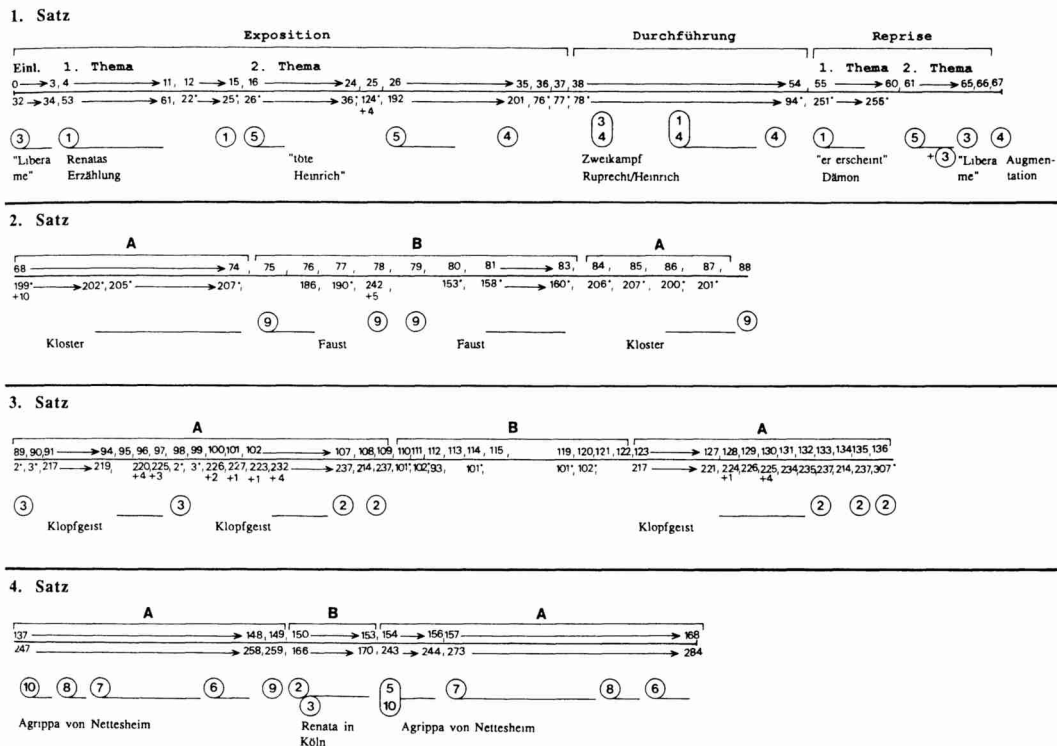 1. Satz
Exposition Durchführung Reprise
Einl. 1. Thema 2. Thema 1. Thema 2. Thema
0 → 3, 4 → 11, 12 → 15, 16 → 24, 25, 26 → 35, 36, 37, 38 → 54, 55 → 60, 61 → 65, 66, 67
32 → 34, 53 → 61, 22* → 25*, 26* → 36*, 124*, 192 → 201, 76*, 77*, 78* → 94*, 251* → 256*
+4
3 1 1 5 5 4 3 4 1 4 4 1 5 + 3 3 4
"Libera me" Renatas Erzählung "töte Heinrich" Zweikampf Ruprecht/Heinrich "er erscheint" Dämon "Libera me" Augmentation
2. Satz
A B A
68 → 74, 75 76, 77, 78, 79, 80, 81 → 83, 84, 85, 86, 87, 88
199* → 202*, 205* → 207*, 186, 190*, 242 153*, 158* → 160*, 206*, 207*, 200*, 201*
+10 +5
9 9 9 9
Kloster Faust Faust Kloster
3. Satz
A B A
89, 90, 91 → 94, 95, 96, 97, 98, 99, 100, 101, 102 → 107, 108, 109, 110, 111, 112, 113, 114, 115, 119, 120, 121, 122, 123 → 127, 128, 129, 130, 131, 132, 133, 134, 135, 136
2*, 3*, 217 → 219, 220, 225, 2*, 3*, 226, 227, 223, 232 → 237, 214, 237, 101*, 102*, 93, 101*, 101*, 102*, 217 → 221, 224, 226, 225, 234, 235, 237, 214, 237, 307*
+4 +3 +2 +1 +1 +4 +1 +4
3 3 2 2 2 2 2
Klopfgeist Klopfgeist Klopfgeist
4. Satz
A B A
137 → 148, 149, 150 → 153, 154 → 156, 157 → 168
247 → 258, 259, 166 → 170, 243 → 244, 273 → 284
10 8 7 6 9 2 3 5 10 7 8 6
Agrippa von Nettesheim Renata in Köln Agrippa von Nettesheim